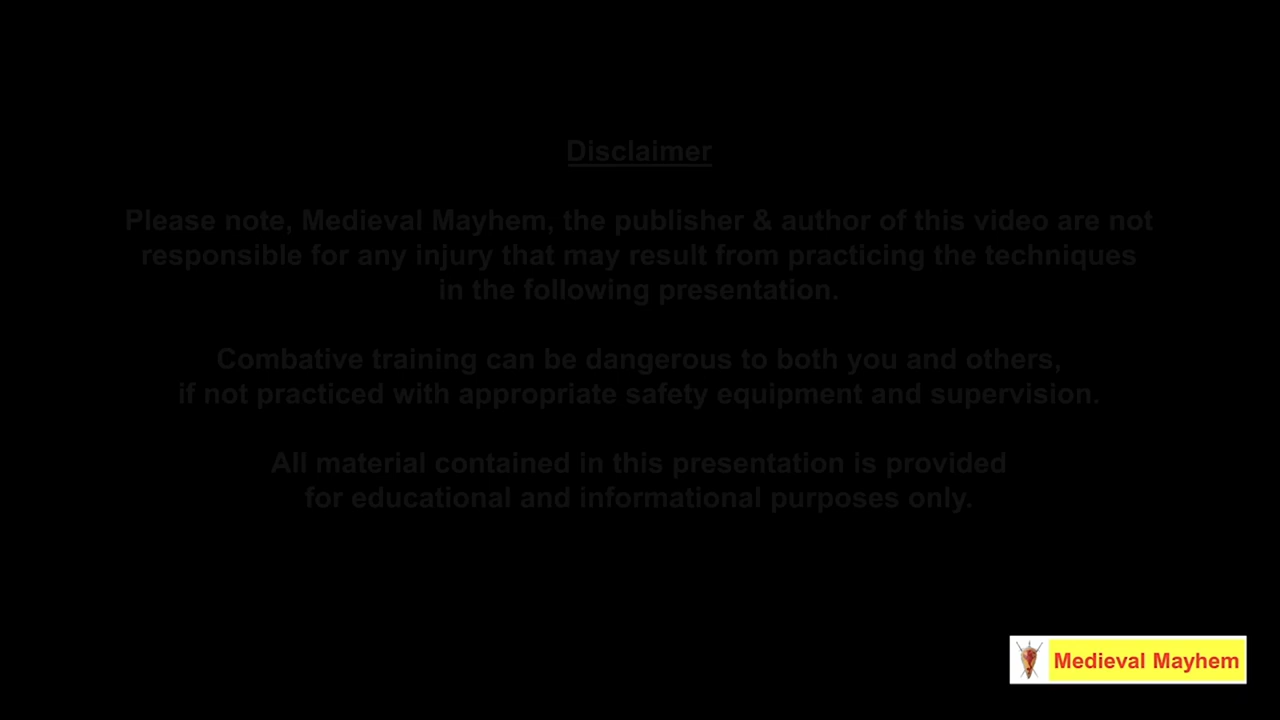 Disclaimer
Please note, Medieval Mayhem, the publisher & author of this video are not
responsible for any injury that may result from practicing the techniques
in the following presentation.
Combative training can be dangerous to both you and others,
if not practiced with appropriate safety equipment and supervision.
All material contained in this presentation is provided
for educational and informational purposes only.
Medieval Mayhem